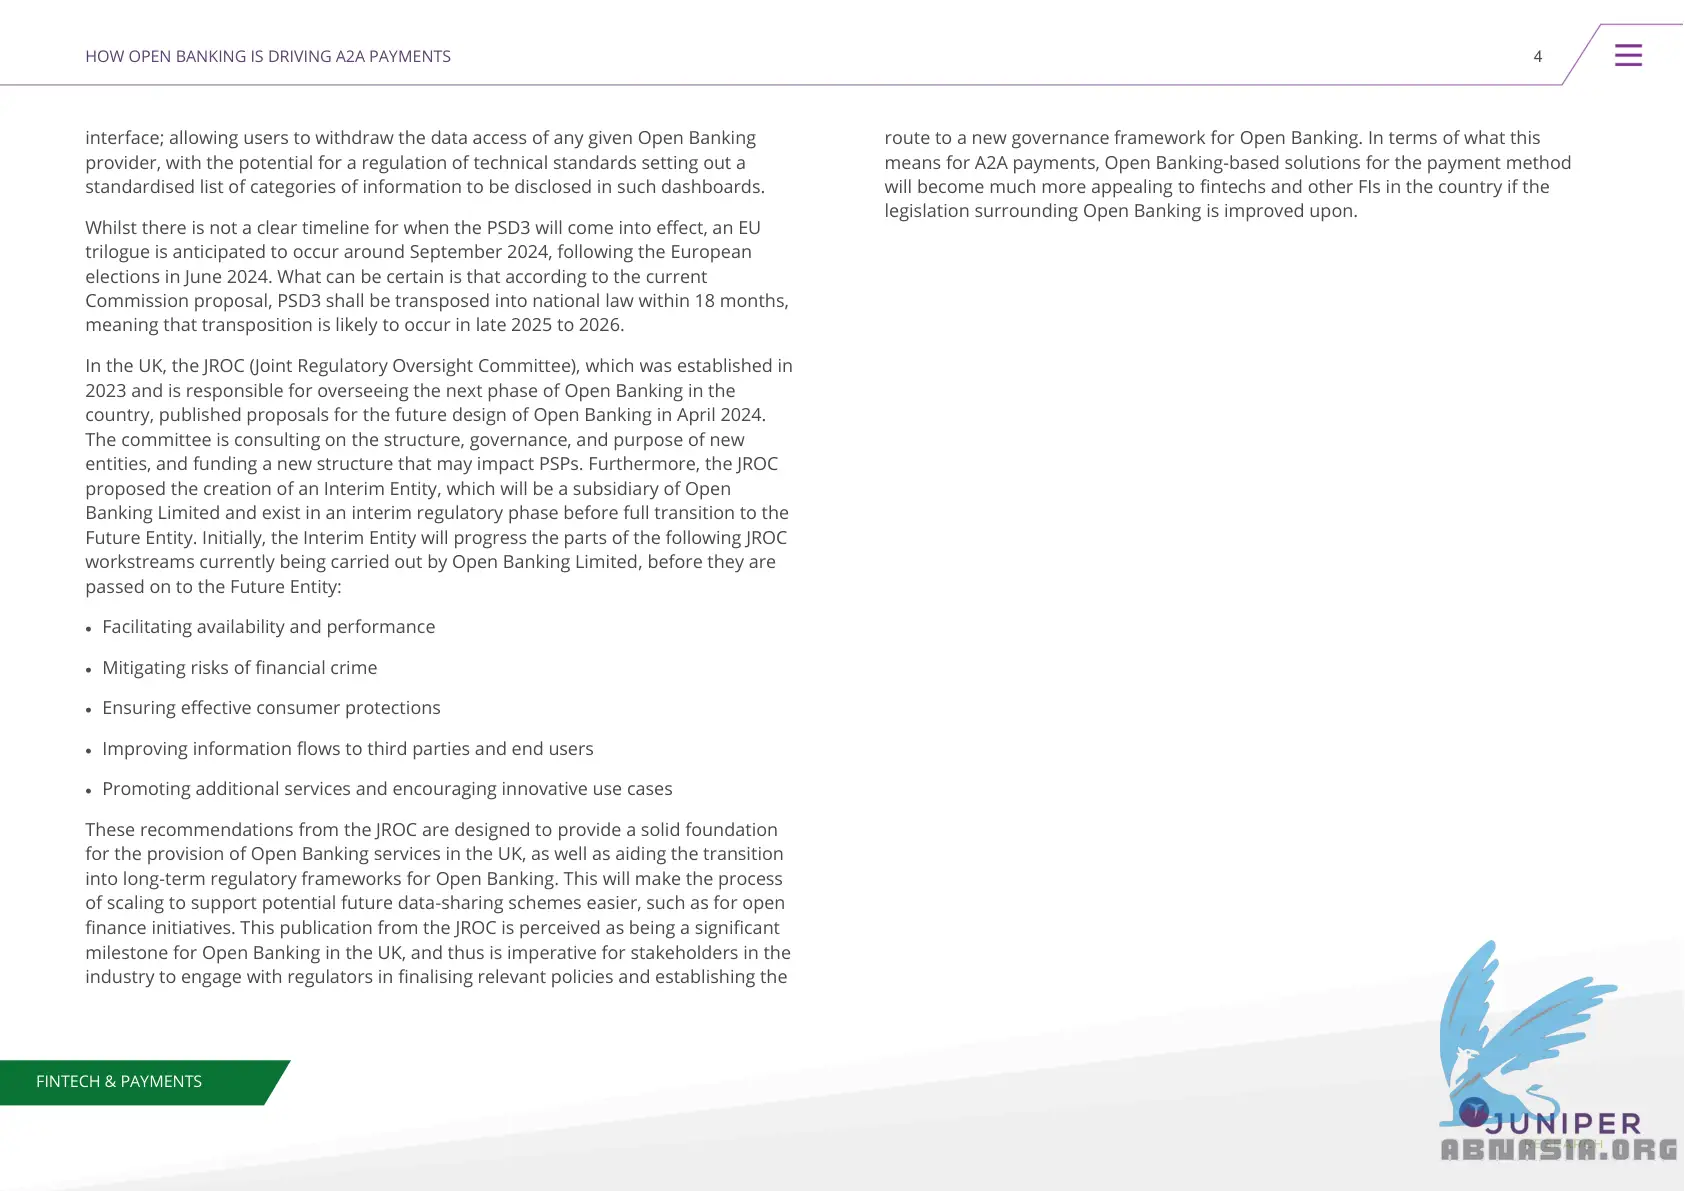 HOW OPEN BANKING IS DRIVING A2A PAYMENTS
4
interface; allowing users to withdraw the data access of any given Open Banking
provider, with the potential for a regulation of technical standards setting out a
standardised list of categories of information to be disclosed in such dashboards.
Whilst there is not a clear timeline for when the PSD3 will come into effect, an EU
trilogue is anticipated to occur around September 2024, following the European
elections in June 2024. What can be certain is that according to the current
Commission proposal, PSD3 shall be transposed into national law within 18 months,
meaning that transposition is likely to occur in late 2025 to 2026.
In the UK, the JROC (Joint Regulatory Oversight Committee), which was established in
2023 and is responsible for overseeing the next phase of Open Banking in the
country, published proposals for the future design of Open Banking in April 2024.
The committee is consulting on the structure, governance, and purpose of new
entities, and funding a new structure that may impact PSPs. Furthermore, the JROC
proposed the creation of an Interim Entity, which will be a subsidiary of Open
Banking Limited and exist in an interim regulatory phase before full transition to the
Future Entity. Initially, the Interim Entity will progress the parts of the following JROC
workstreams currently being carried out by Open Banking Limited, before they are
passed on to the Future Entity:
• Facilitating availability and performance
• Mitigating risks of financial crime
• Ensuring effective consumer protections
• Improving information flows to third parties and end users
• Promoting additional services and encouraging innovative use cases
These recommendations from the JROC are designed to provide a solid foundation
for the provision of Open Banking services in the UK, as well as aiding the transition
into long-term regulatory frameworks for Open Banking. This will make the process
of scaling to support potential future data-sharing schemes easier, such as for open
finance initiatives. This publication from the JROC is perceived as being a significant
milestone for Open Banking in the UK, and thus is imperative for stakeholders in the
industry to engage with regulators in finalising relevant policies and establishing the
route to a new governance framework for Open Banking. In terms of what this
means for A2A payments, Open Banking-based solutions for the payment method
will become much more appealing to fintechs and other FIs in the country if the
legislation surrounding Open Banking is improved upon.
FINTECH & PAYMENTS
JUNIPER
ABNASIA.ORG